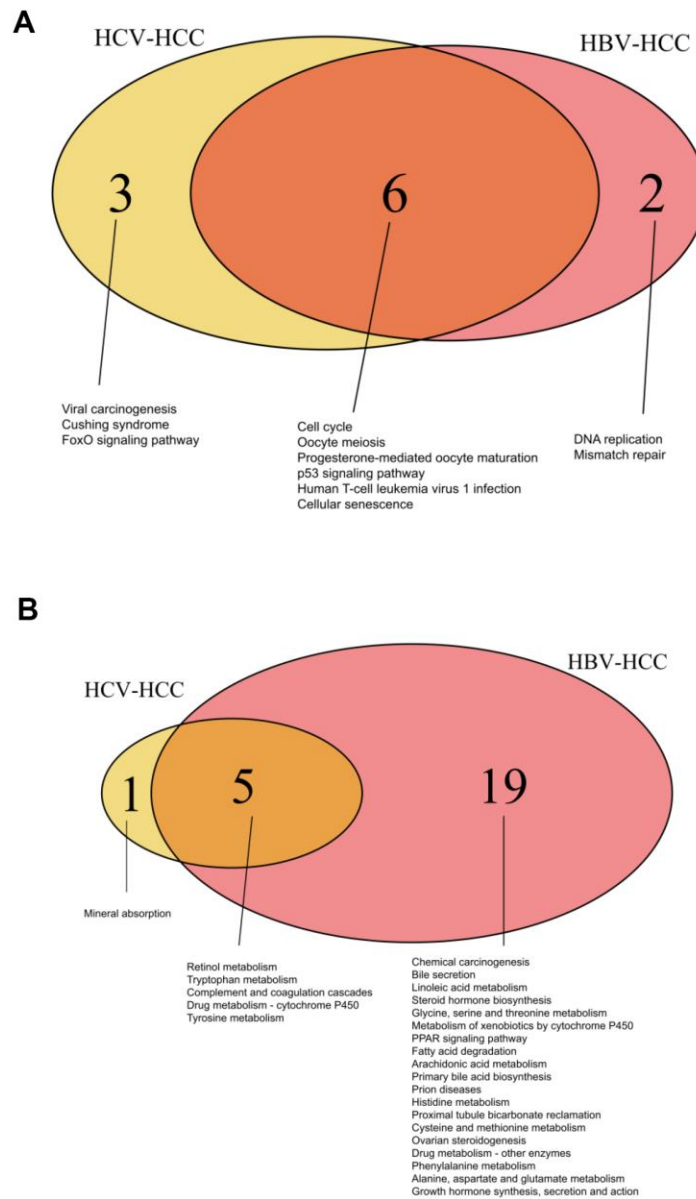 A
HCV-HCC
HBV-HCC
3
6
2
Viral carcinogenesis
Cushing syndrome
FoxO signaling pathway
Cell cycle
Oocyte meiosis
Progesterone-mediated oocyte maturation
p53 signaling pathway
Human T-cell leukemia virus 1 infection
Cellular senescence
DNA replication
Mismatch repair
B
HCV-HCC
HBV-HCC
1
5
19
Mineral absorption
Retinol metabolism
Tryptophan metabolism
Complement and coagulation cascades
Drug metabolism - cytochrome P450
Tyrosine metabolism
Chemical carcinogenesis
Bile secretion
Linoleic acid metabolism
Steroid hormone biosynthesis
Glycine, serine and threonine metabolism
Metabolism of xenobiotics by cytochrome P450
PPAR signaling pathway
Fatty acid degradation
Arachidonic acid metabolism
Primary bile acid biosynthesis
Prion diseases
Histidine metabolism
Proximal tubule bicarbonate reclamation
Cysteine and methionine metabolism
Ovarian steroidogenesis
Drug metabolism - other enzymes
Phenylalanine metabolism
Alanine, aspartate and glutamate metabolism
Growth hormone synthesis, secretion and action